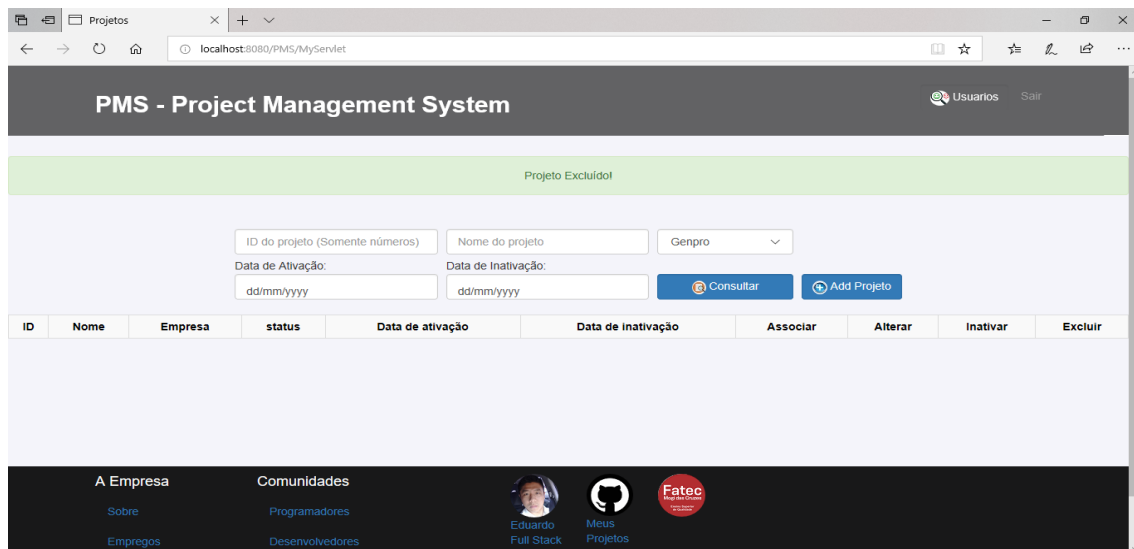 Projetos
localhost:8080/PMS/MyServlet
PMS - Project Management System
Usuarios Sair
Projeto Excluído!
ID do projeto (Somente números) Nome do projeto Genpro
Data de Ativação: Data de Inativação:
dd/mm/yyyy dd/mm/yyyy Consultar Add Projeto
ID Nome Empresa status Data de ativação Data de inativação Associar Alterar Inativar Excluir
A Empresa Comunidades
Fatec
Sobre Programadores
Eduardo Meus
Full Stack Projetos
Empregos Desenvolvedores